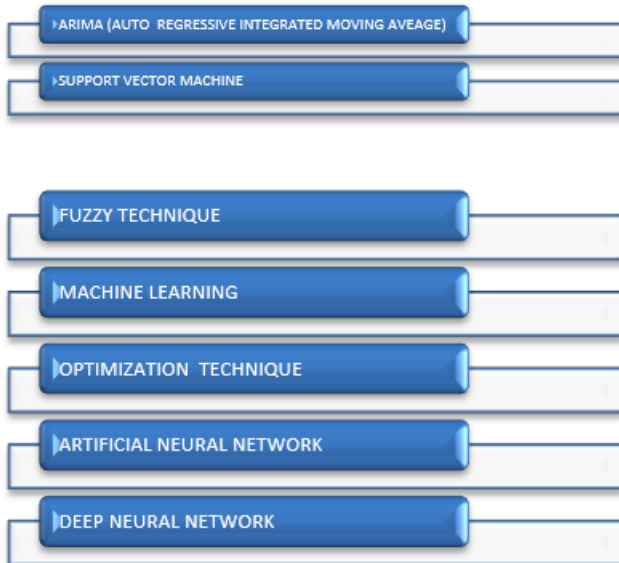 ARIMA (AUTO REGRESSIVE INTEGRATED MOVING AVEAGE)
SUPPORT VECTOR MACHINE
FUZZY TECHNIQUE
MACHINE LEARNING
OPTIMIZATION TECHNIQUE
ARTIFICIAL NEURAL NETWORK
DEEP NEURAL NETWORK